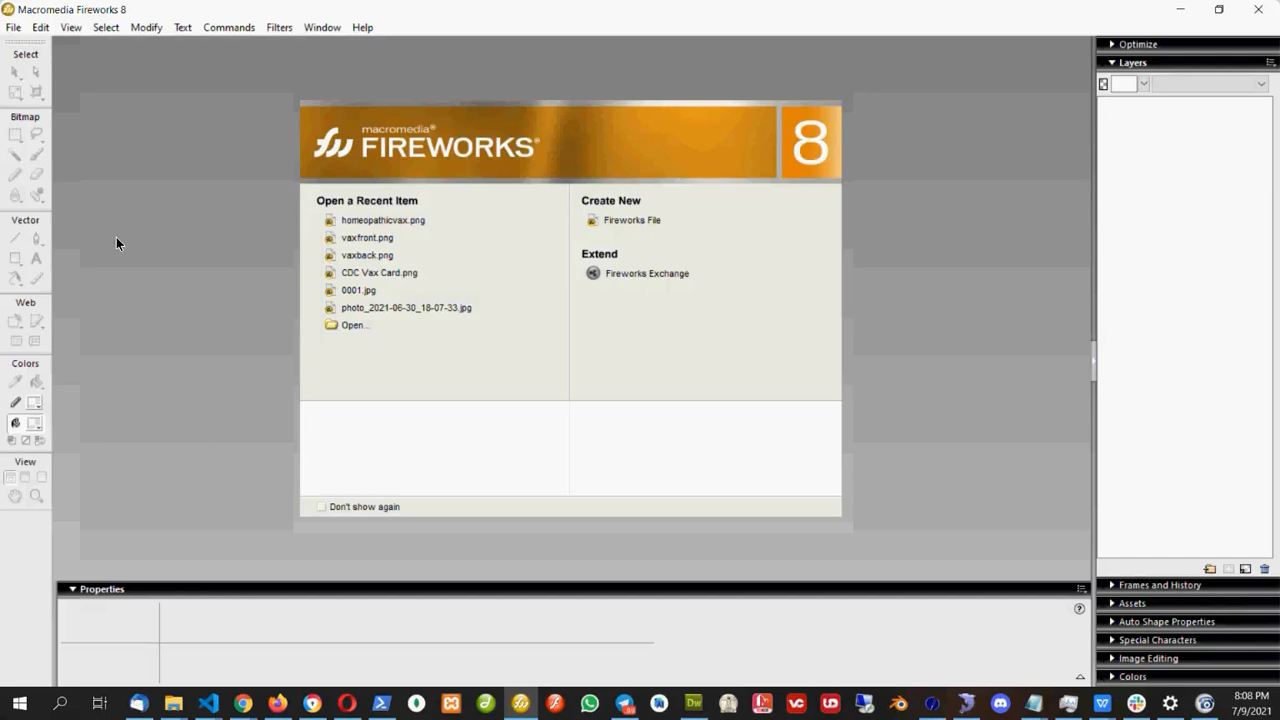 Macromedia Fireworks 8
File Edit View Select Modify Text Commands Filters Window Help
Select
Bitmap
Vector
Web
Colors
View
macromedia®
FIREWORKS®
8
Open a Recent Item
homeopathicvax.png
vaxfront.png
vaxback.png
CDC Vax Card.png
0001.jpg
photo_2021-06-30_18-07-33.jpg
Open...
Create New
Fireworks File
Extend
Fireworks Exchange
Don't show again
Properties
Optimize
Layers
Frames and History
Assets
Auto Shape Properties
Special Characters
Image Editing
Colors
Dw
8:08 PM
7/9/2021